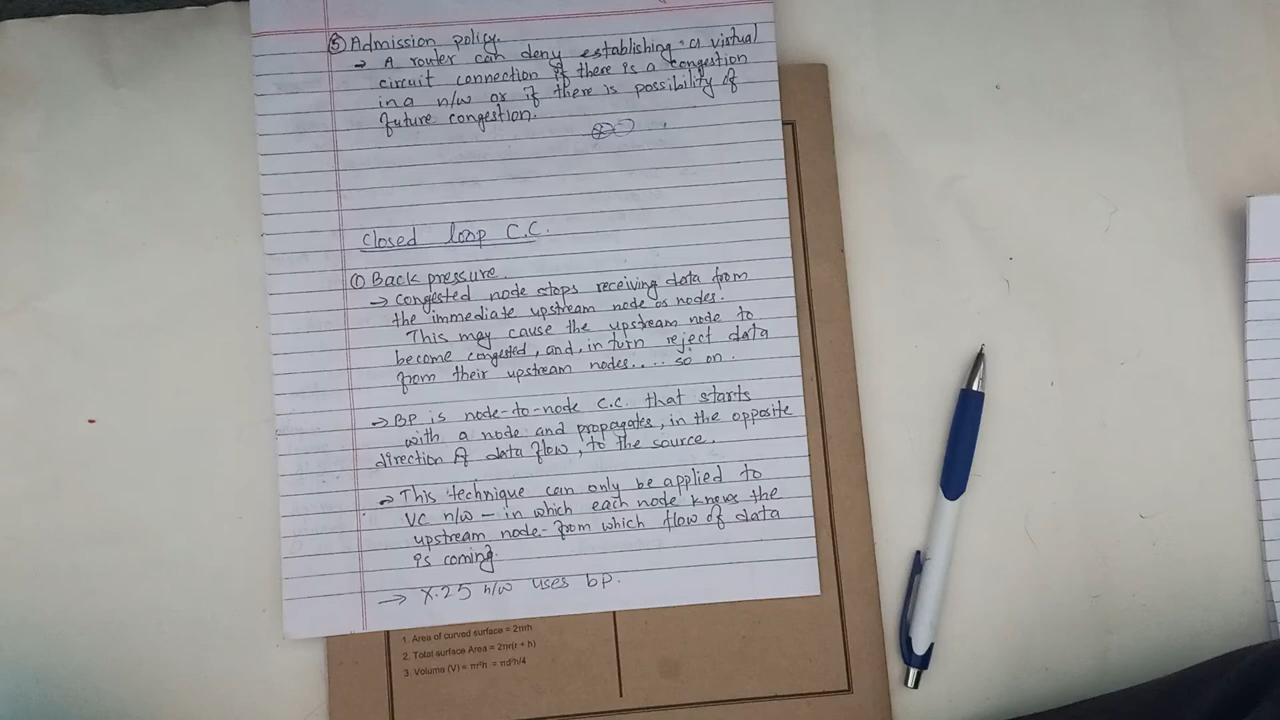 ⑤ Admission policy.
→ A router can deny establishing a virtual
circuit connection if there is a congestion
in a n/w or if there is possibility of
future congestion.
Closed loop C.C.
① Back pressure.
→ Congested node stops receiving data from
the immediate upstream node or nodes.
This may cause the upstream node to
become congested, and, in turn reject data
from their upstream nodes.... so on.
→ BP is node-to-node C.C. that starts
with a node and propagates, in the opposite
direction of data flow, to the source.
→ This technique can only be applied to
VC n/w - in which each node knows the
upstream node - from which flow of data
is coming.
→ X.25 n/w uses bp.
1. Area of curved surface = 2πrh
2. Total surface Area = 2πr(r + h)
3. Volume (V) = πr²h = πd²h/4